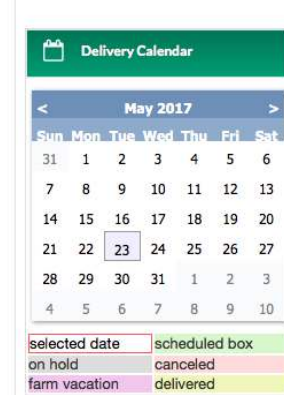 Delivery Calendar
< May 2017 >
Sun Mon Tue Wed Thu Fri Sat
31 1 2 3 4 5 6
7 8 9 10 11 12 13
14 15 16 17 18 19 20
21 22 23 24 25 26 27
28 29 30 31 1 2 3
4 5 6 7 8 9 10
selected date scheduled box
on hold canceled
farm vacation delivered